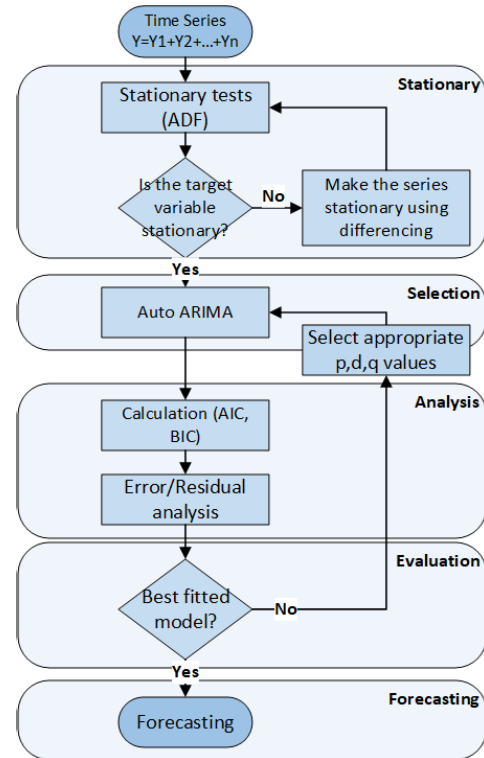 Time Series
Y=Y1+Y2+...+Yn
Stationary
Stationary tests
(ADF)
Is the target
variable
stationary?
No
Make the series
stationary using
differencing
Yes
Selection
Auto ARIMA
Select appropriate
p,d,q values
Analysis
Calculation (AIC,
BIC)
Error/Residual
analysis
Evaluation
Best fitted
model?
No
Yes
Forecasting
Forecasting